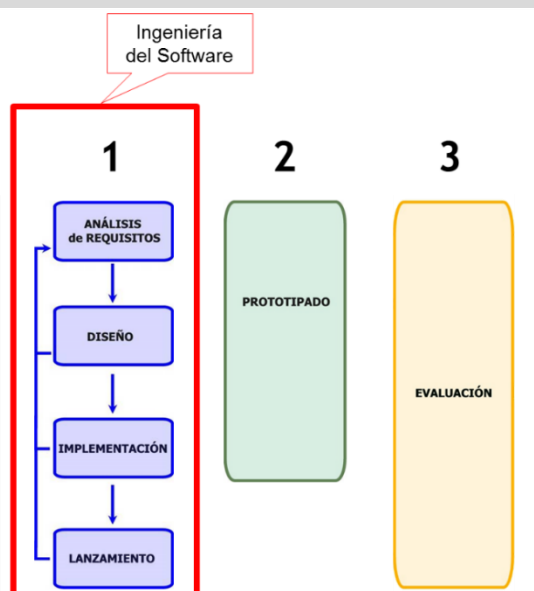 Ingeniería
del Software
1
2
3
ANÁLISIS
de REQUISITOS
DISEÑO
IMPLEMENTACIÓN
LANZAMIENTO
PROTOTIPADO
EVALUACIÓN